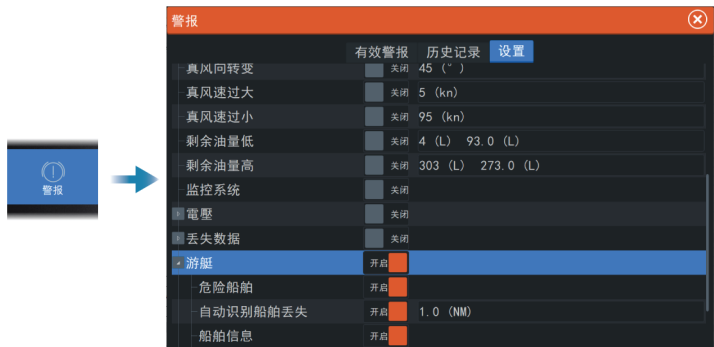 警报
警报
有效警报 历史记录 设置
真风向转变 关闭 45 (°)
真风速过大 关闭 5 (kn)
真风速过小 关闭 95 (kn)
剩余油量低 关闭 4 (L) 93.0 (L)
剩余油量高 关闭 303 (L) 273.0 (L)
监控系统 关闭
電壓 关闭
丢失数据 关闭
游艇 开启
危险船舶 开启
自动识别船舶丢失 开启 1.0 (NM)
船舶信息 开启